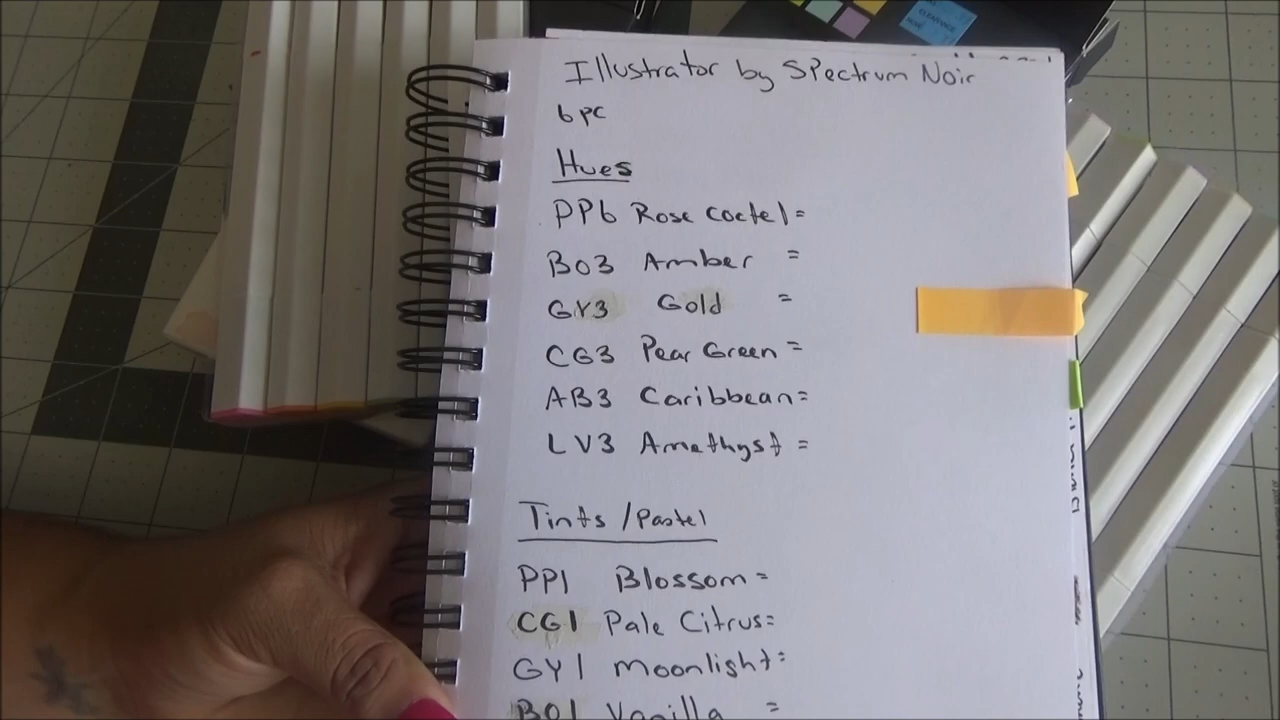 CLEARANCE
Illustrator by Spectrum Noir
6pc
Hues
PP6 Rose Coctel=
BO3 Amber =
GY3 Gold =
CG3 Pear Green =
AB3 Caribbean=
LV3 Amethyst =
Tints /Pastel
PP1 Blossom =
CG1 Pale Citrus=
GY1 Moonlight=
BO1 Vanilla =